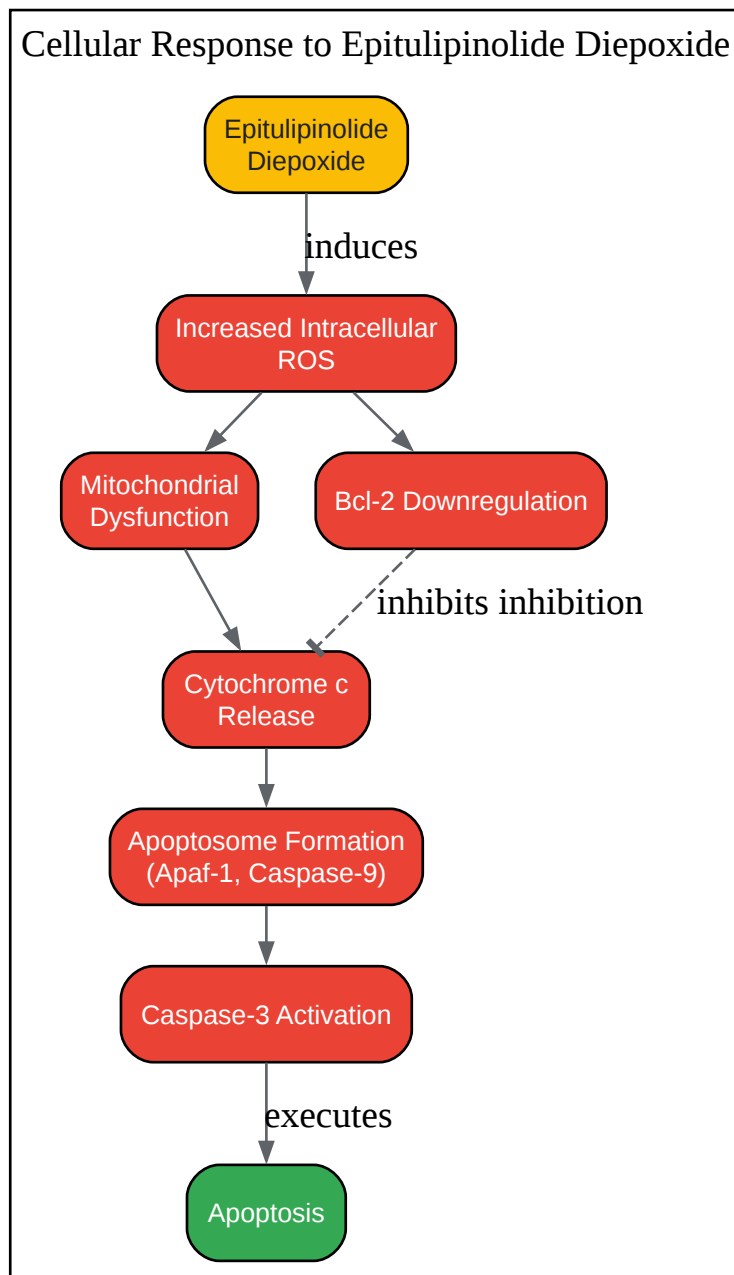 Cellular Response to Epitulipinolide Diepoxide
Epitulipinolide
Diepoxide
induces
Increased Intracellular
ROS
Mitochondrial
Dysfunction
Bcl-2 Downregulation
inhibits inhibition
Cytochrome c
Release
Apoptosome Formation
(Apaf-1, Caspase-9)
Caspase-3 Activation
executes
Apoptosis